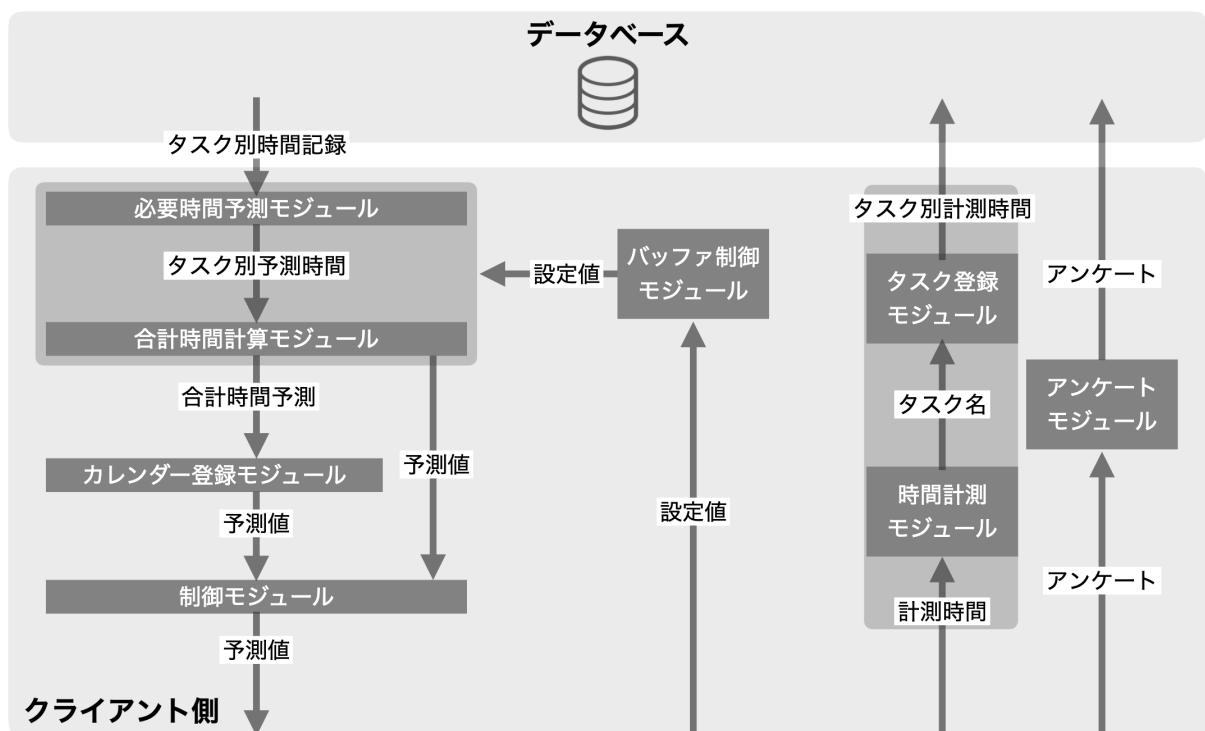 データベース
タスク別時間記録
必要時間予測モジュール
タスク別予測時間
合計時間計算モジュール
合計時間予測
カレンダー登録モジュール
予測値
予測値
制御モジュール
予測値
クライアント側
設定値
バッファ制御
モジュール
設定値
タスク別計測時間
タスク登録
モジュール
タスク名
時間計測
モジュール
計測時間
アンケート
アンケート
モジュール
アンケート